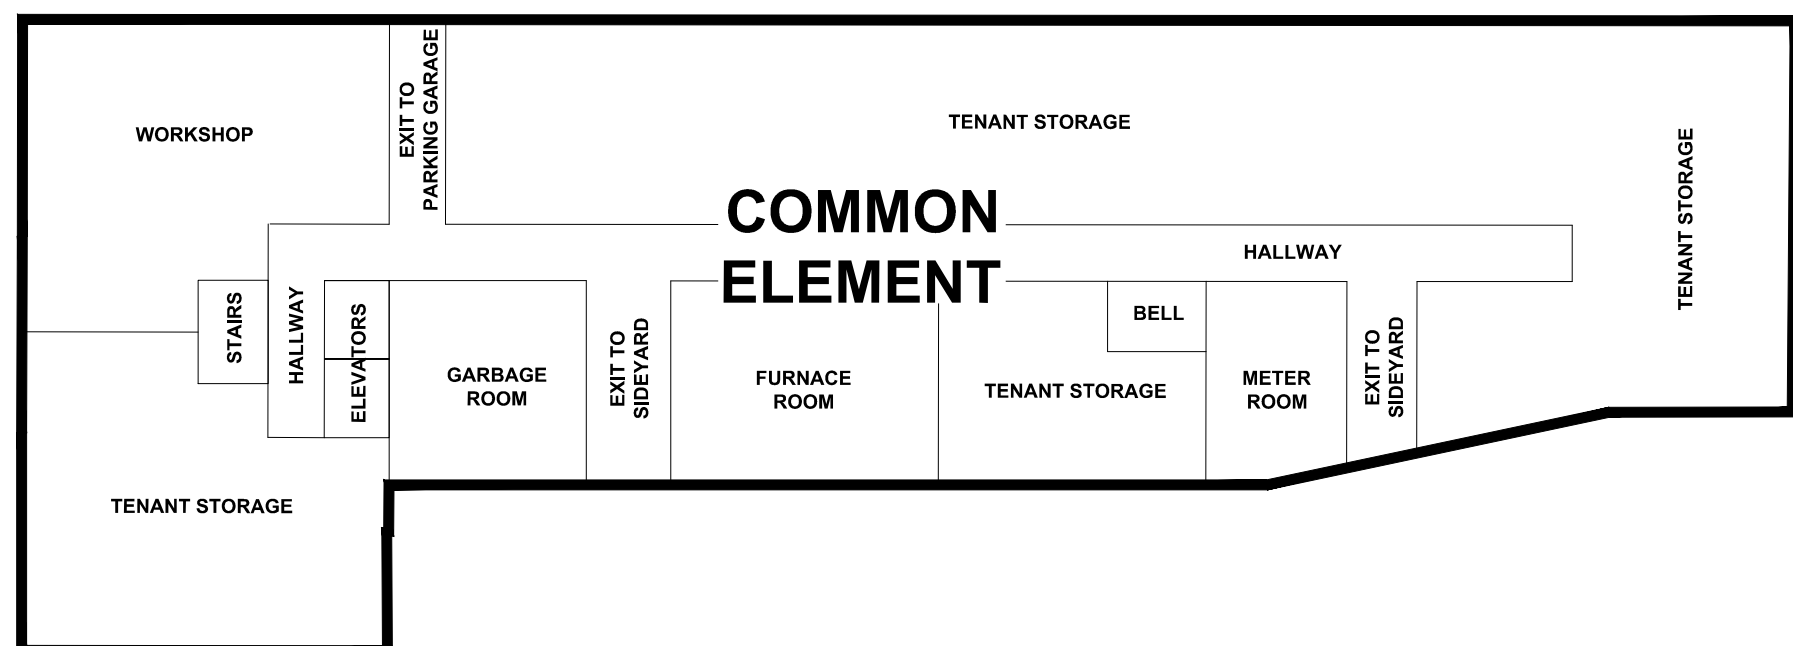 EXIT TO
PARKING GARAGE
WORKSHOP
TENANT STORAGE
TENANT STORAGE
COMMON
ELEMENT
HALLWAY
STAIRS
HALLWAY
ELEVATORS
GARBAGE
ROOM
EXIT TO
SIDEYARD
FURNACE
ROOM
TENANT STORAGE
BELL
METER
ROOM
EXIT TO
SIDEYARD
TENANT STORAGE